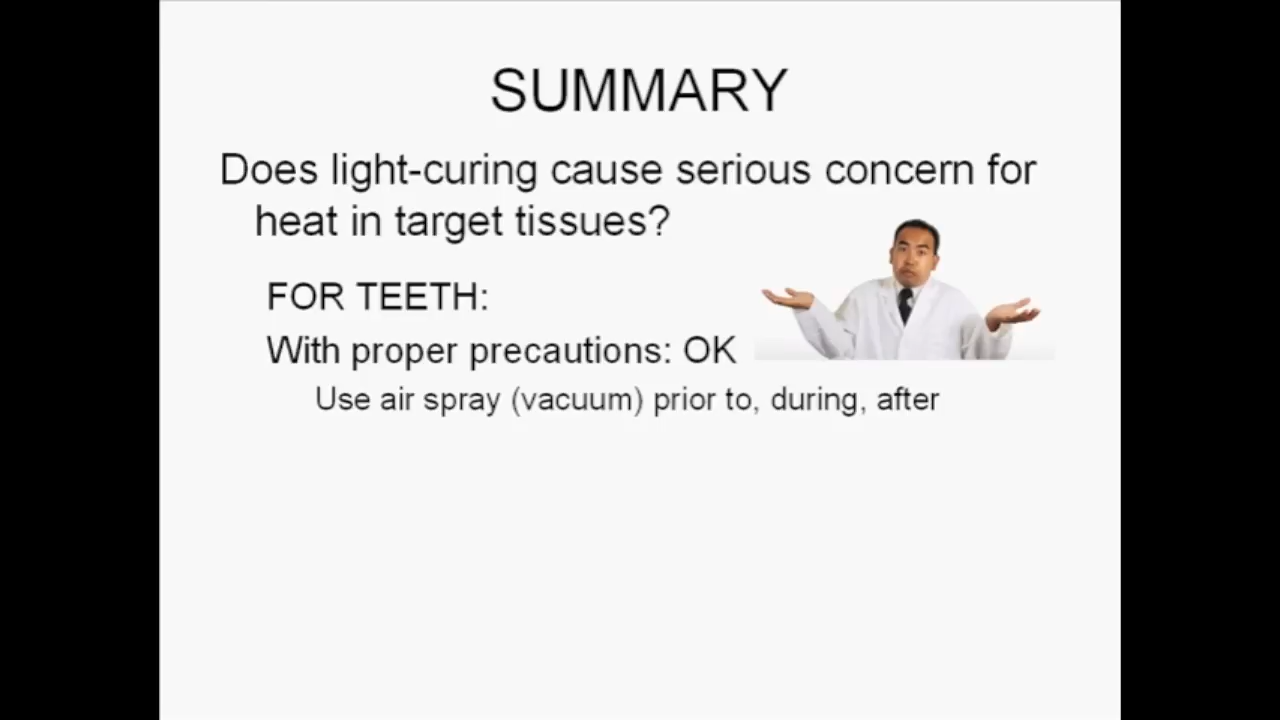 SUMMARY
Does light-curing cause serious concern for
heat in target tissues?
FOR TEETH:
With proper precautions: OK
Use air spray (vacuum) prior to, during, after